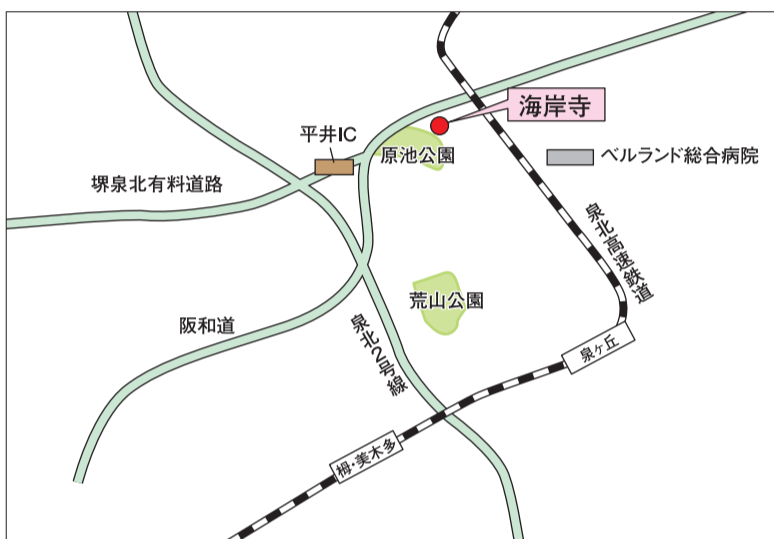 海岸寺
平井IC
原池公園
ベルランド総合病院
堺泉北有料道路
泉北高速鉄道
荒山公園
阪和道
泉北2号線
泉ヶ丘
栂・美木多